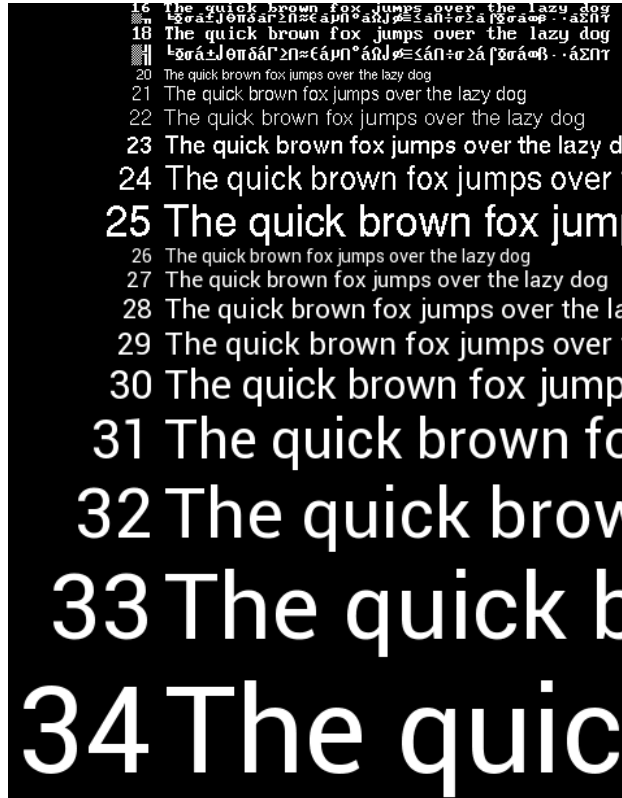 16 The quick brown fox jumps over the lazy dog
18 The quick brown fox jumps over the lazy dog
20 The quick brown fox jumps over the lazy dog
21 The quick brown fox jumps over the lazy dog
22 The quick brown fox jumps over the lazy dog
23 The quick brown fox jumps over the lazy d
24 The quick brown fox jumps over
25 The quick brown fox jum
26 The quick brown fox jumps over the lazy dog
27 The quick brown fox jumps over the lazy dog
28 The quick brown fox jumps over the la
29 The quick brown fox jumps over
30 The quick brown fox jump
31 The quick brown fo
32 The quick brow
33 The quick b
34 The quic